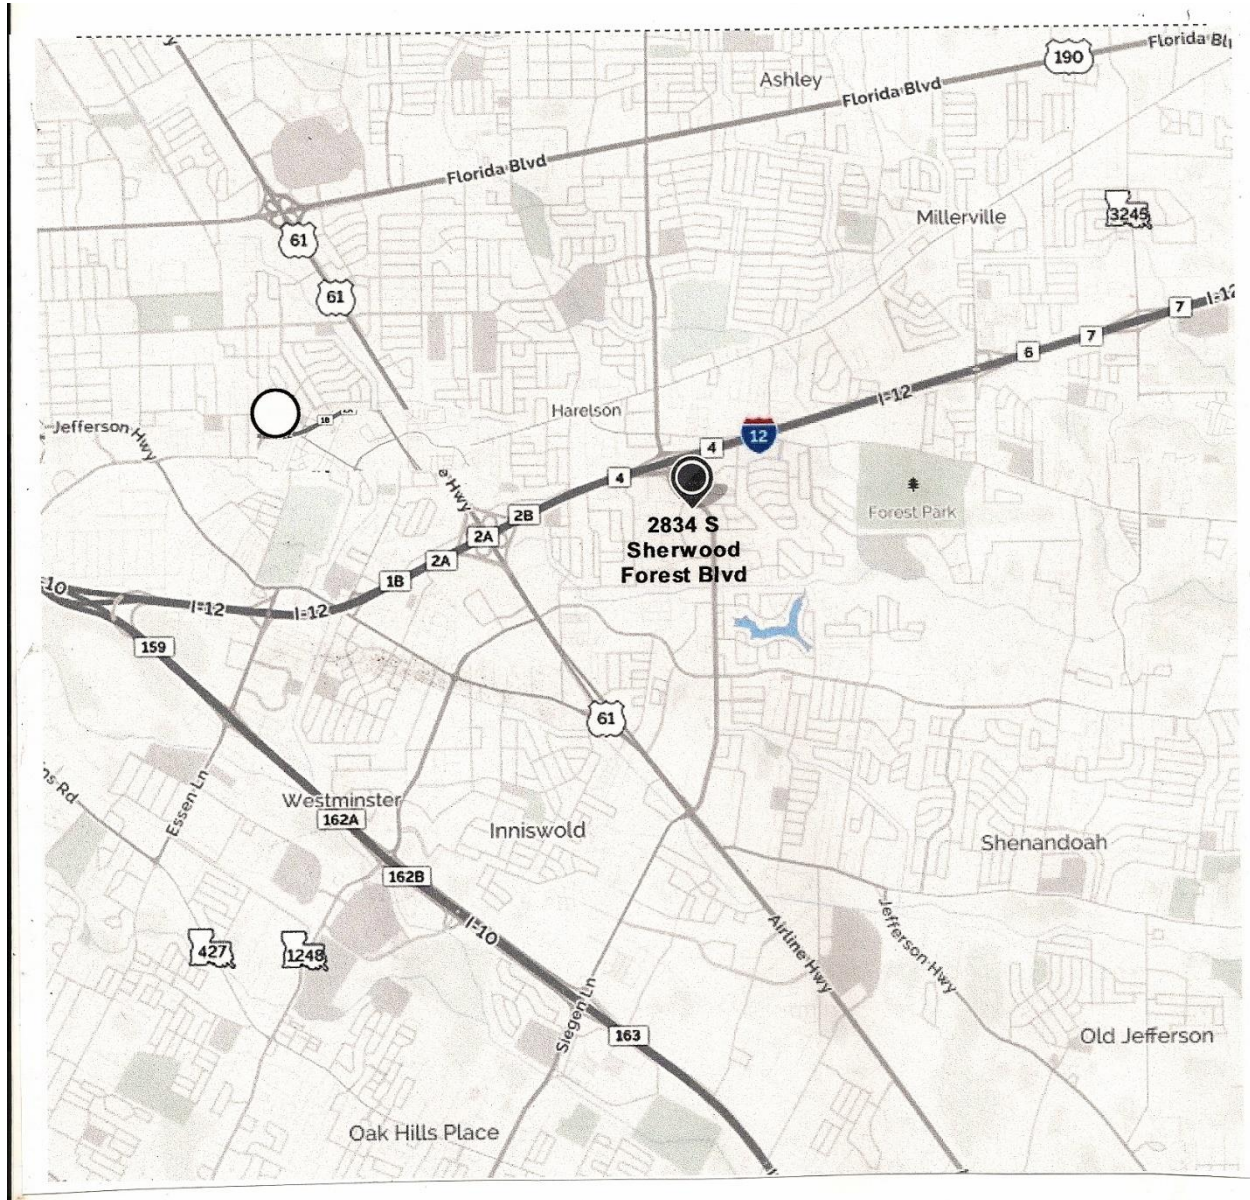 Florida Bl
190
Ashley
Florida Blvd
Florida Blvd
Millerville
3245
61
61
I-12
7
7
6
I-12
Harelson
1B
Jefferson Hwy
12
4
4
e Hwy
2B
2A
2A
1B
Forest Park
2834 S
Sherwood
Forest Blvd
-10
I-12
I-12
159
61
ns Rd
Essen Ln
Westminster
162A
Inniswold
Shenandoah
162B
I-10
Airline Hwy
Jefferson Hwy
427
1248
Siegen Ln
163
Old Jefferson
Oak Hills Place